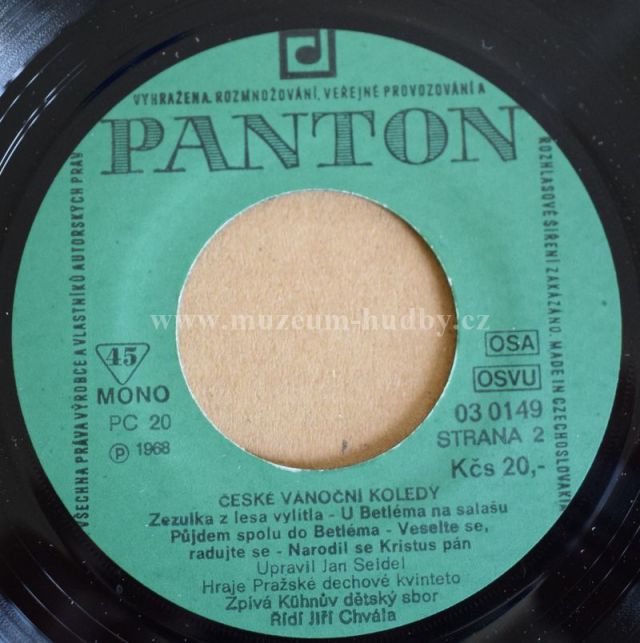 VYHRAŽENA. ROZMNOŽOVÁNÍ, VEŘEJNÉ PROVOZOVÁNÍ A
PANTON
VŠECHNA PRÁVA VÝROBCE A VLASTNÍKŮ AUTORSKÝCH PRÁV
ROZHLASOVÉ ŠÍŘENÍ ZAKÁZÁNO. MADE IN CZECHOSLOVAKIA
www.muzeum-hudby.cz
45
MONO
PC 20
Ⓟ 1968
OSA
OSVU
03 0149
STRANA 2
Kčs 20,-
ČESKÉ VÁNOČNÍ KOLEDY
Zezulka z lesa vylítla - U Betléma na salašu
Půjdem spolu do Betléma - Veselte se,
radujte se - Narodil se Kristus pán
Upravil Jan Seidel
Hraje Pražské dechové kvinteto
Zpívá Kühnův dětský sbor
Řídí Jiří Chvála